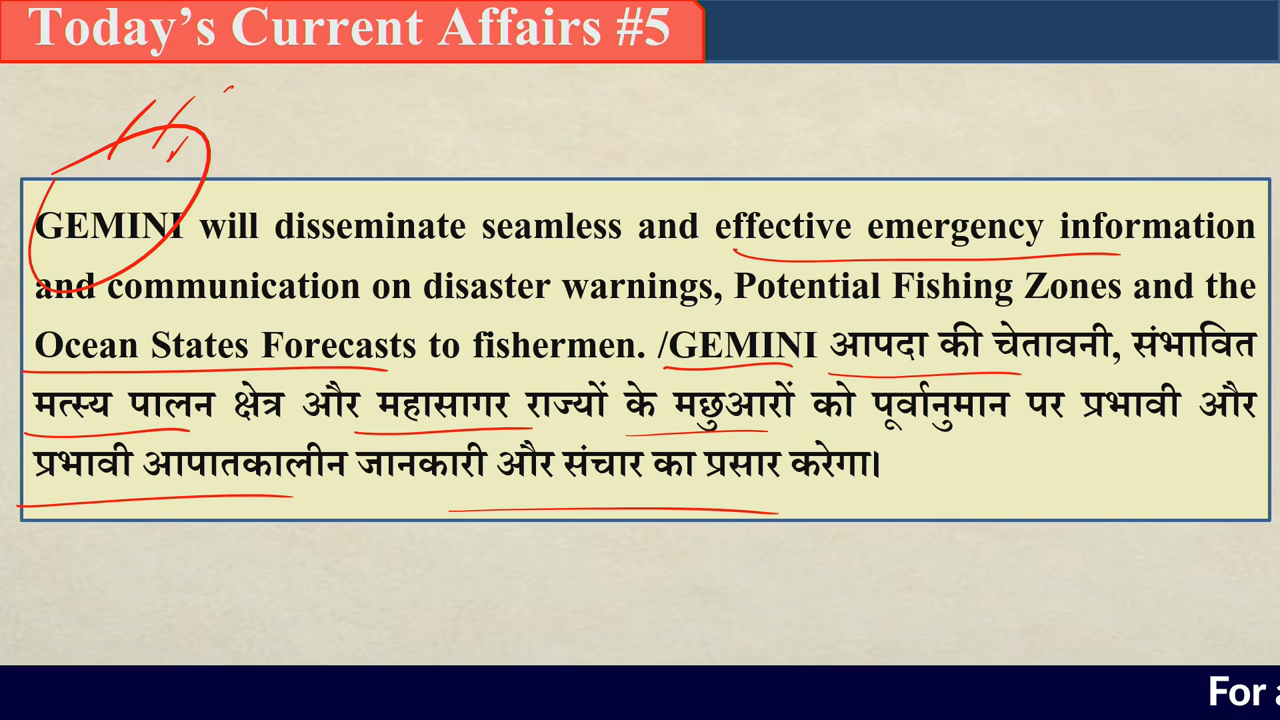 Today's Current Affairs #5
GEMINI will disseminate seamless and effective emergency information
and communication on disaster warnings, Potential Fishing Zones and the
Ocean States Forecasts to fishermen. /GEMINI आपदा की चेतावनी, संभावित
मत्स्य पालन क्षेत्र और महासागर राज्यों के मछुआरों को पूर्वानुमान पर प्रभावी और
प्रभावी आपातकालीन जानकारी और संचार का प्रसार करेगा।
For